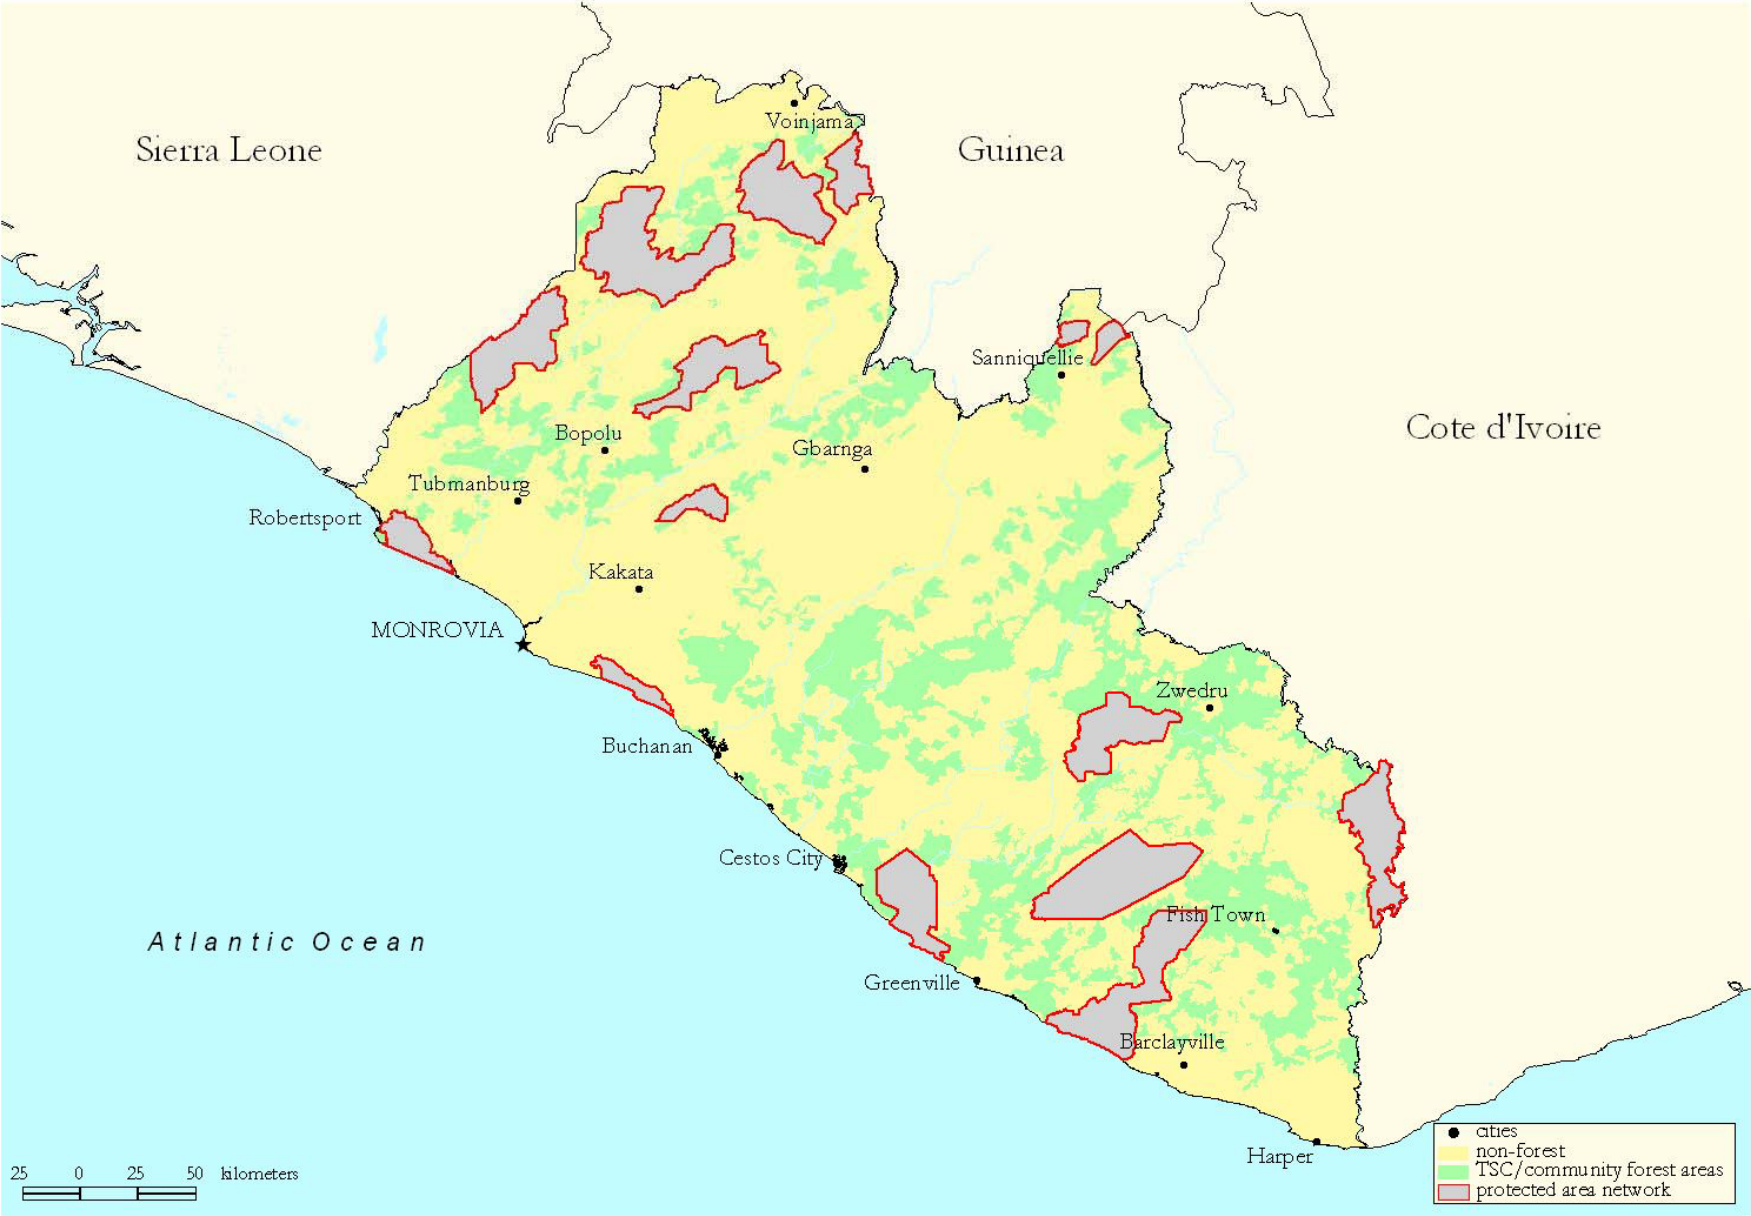 Voinjama
Sierra Leone
Guinea
Sanniquellie
Cote d'Ivoire
Bopolu
Gbarnga
Tubmanburg
Robertsport
Kakata
MONROVIA
Zwedru
Buchanan
Cestos City
Fish Town
Atlantic Ocean
Greenville
Barclayville
Harper
25 0 25 50 kilometers
cities
non-forest
TSC/community forest areas
protected area network